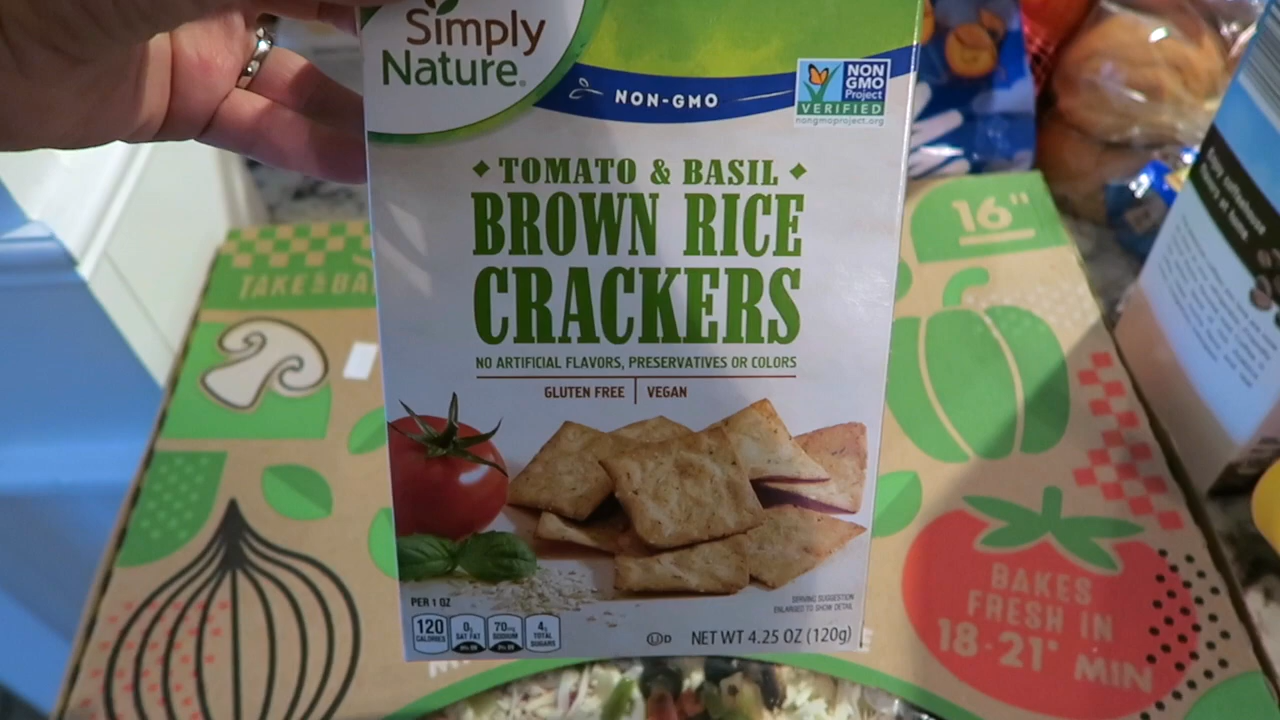 Simply
Nature®
NON-GMO
NON
GMO
Project
VERIFIED
nongmoproject.org
TOMATO & BASIL
BROWN RICE
CRACKERS
NO ARTIFICIAL FLAVORS, PRESERVATIVES OR COLORS
GLUTEN FREE | VEGAN
PER 1 OZ
120 CALORIES
0g SAT FAT
70mg SODIUM
4g TOTAL SUGARS
SERVING SUGGESTION
ENLARGED TO SHOW DETAIL
UD NET WT 4.25 OZ (120g)
16"
BAKES
FRESH IN
18-21* MIN